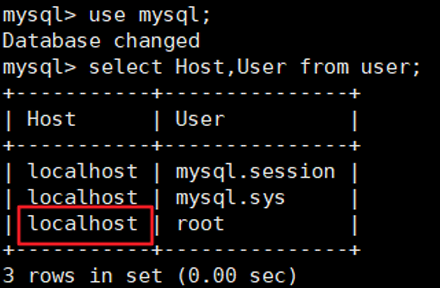 mysql> use mysql;
Database changed
mysql> select Host,User from user;
+-----------+---------------+
| Host      | User          |
+-----------+---------------+
| localhost | mysql.session |
| localhost | mysql.sys     |
| localhost | root          |
+-----------+---------------+
3 rows in set (0.00 sec)